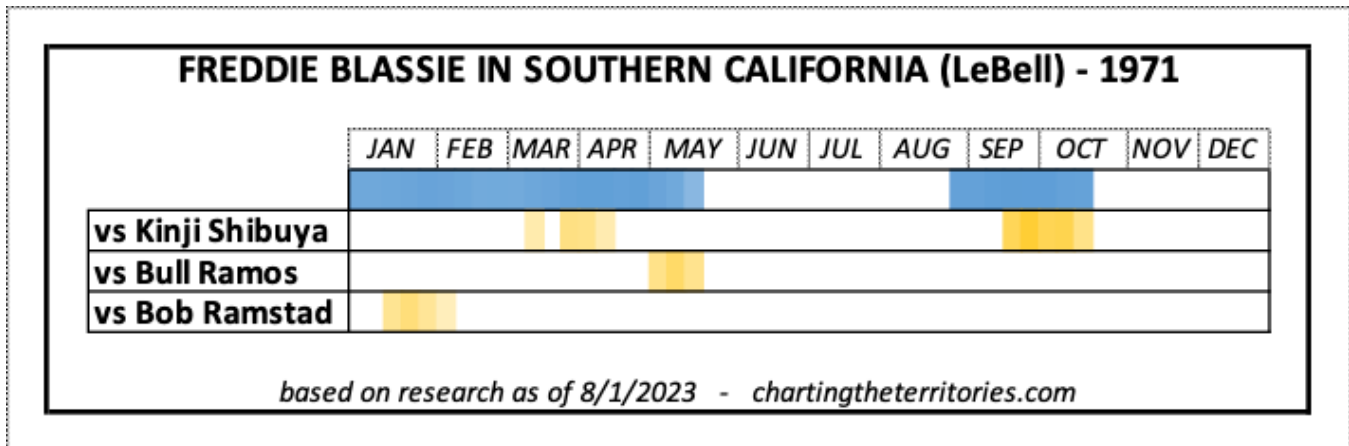 FREDDIE BLASSIE IN SOUTHERN CALIFORNIA (LeBell) - 1971
JAN FEB MAR APR MAY JUN JUL AUG SEP OCT NOV DEC
vs Kinji Shibuya
vs Bull Ramos
vs Bob Ramstad
based on research as of 8/1/2023 - chartingtheterritories.com